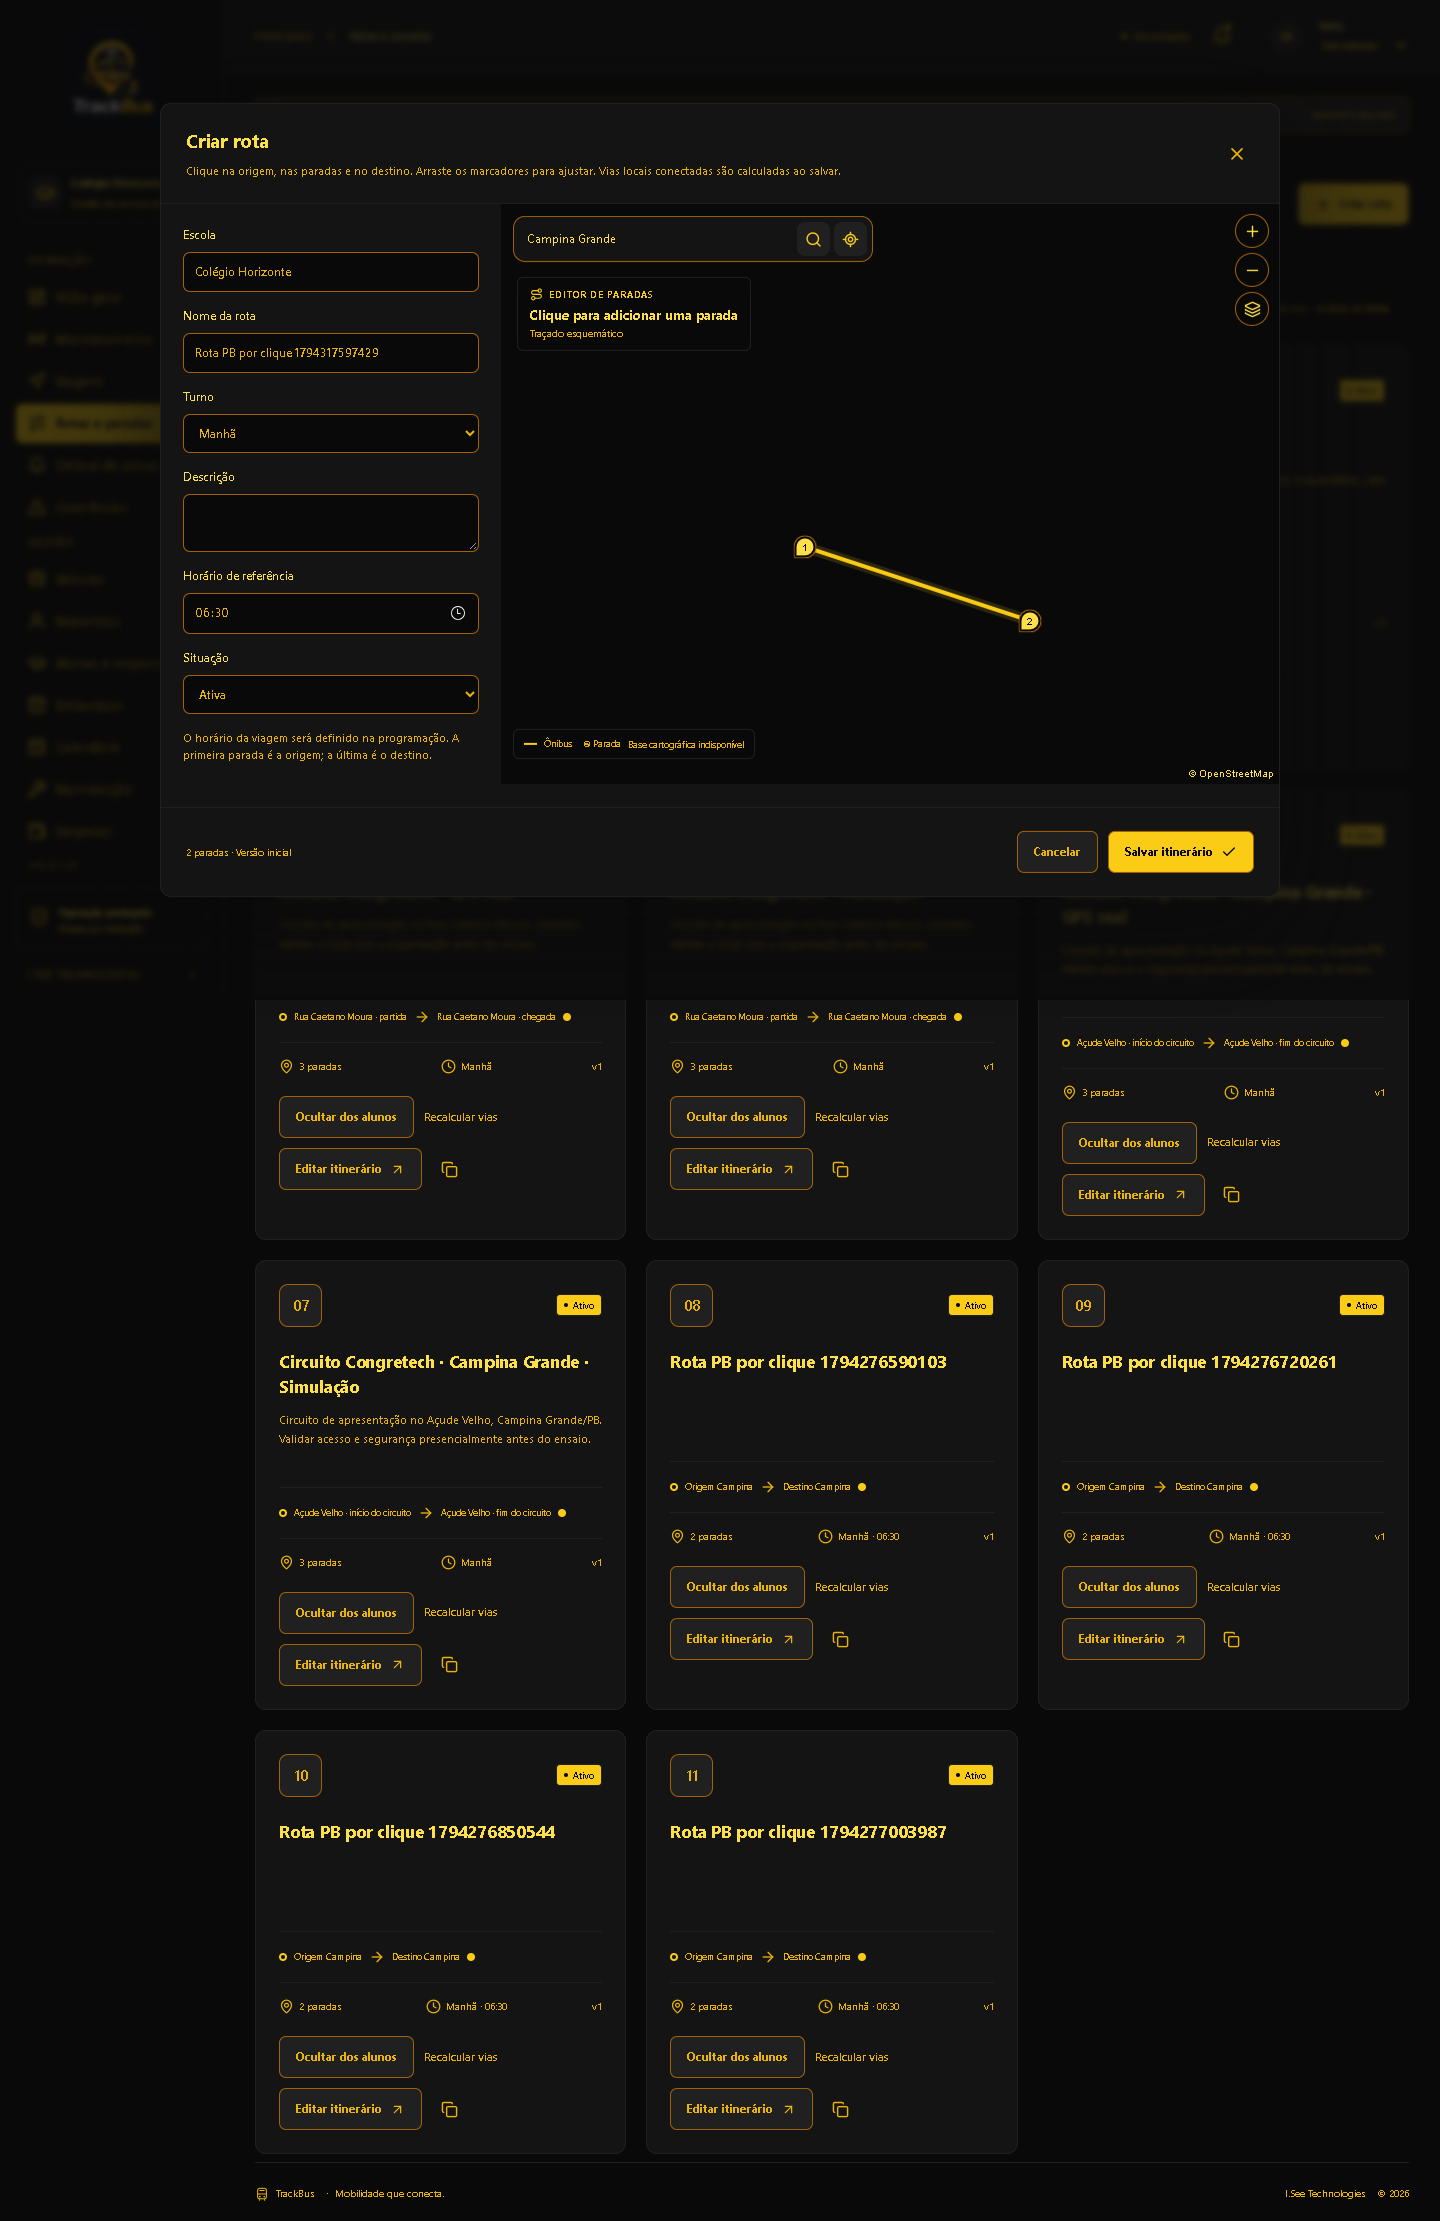 TrackBus
Criar rota
Clique na origem, nas paradas e no destino. Arraste os marcadores para ajustar. Vias locais conectadas são calculadas ao salvar.
Escola
Colégio Horizonte
Nome da rota
Rota PB por clique 1794317597429
Turno
Manhã
Descrição
Horário de referência
06:30
Situação
Ativa
O horário da viagem será definido na programação. A
primeira parada é a origem; a última é o destino.
Campina Grande
EDITOR DE PARADAS
Clique para adicionar uma parada
Traçado esquemático
1
2
Ônibus Parada Base cartográfica indisponível
© OpenStreetMap
2 paradas · Versão inicial
Cancelar
Salvar itinerário
Rua Caetano Moura · partida
Rua Caetano Moura · chegada
3 paradas
Manhã
v1
Ocultar dos alunos
Recalcular vias
Editar itinerário
Rua Caetano Moura · partida
Rua Caetano Moura · chegada
3 paradas
Manhã
v1
Ocultar dos alunos
Recalcular vias
Editar itinerário
Açude Velho · início do circuito
Açude Velho · fim do circuito
3 paradas
Manhã
v1
Ocultar dos alunos
Recalcular vias
Editar itinerário
07
Ativo
Circuito Congretech · Campina Grande ·
Simulação
Circuito de apresentação no Açude Velho, Campina Grande/PB.
Validar acesso e segurança presencialmente antes do ensaio.
Açude Velho · início do circuito
Açude Velho · fim do circuito
3 paradas
Manhã
v1
Ocultar dos alunos
Recalcular vias
Editar itinerário
08
Ativo
Rota PB por clique 1794276590103
Origem Campina
Destino Campina
2 paradas
Manhã · 06:30
v1
Ocultar dos alunos
Recalcular vias
Editar itinerário
09
Ativo
Rota PB por clique 1794276720261
Origem Campina
Destino Campina
2 paradas
Manhã · 06:30
v1
Ocultar dos alunos
Recalcular vias
Editar itinerário
10
Ativo
Rota PB por clique 1794276850544
Origem Campina
Destino Campina
2 paradas
Manhã · 06:30
v1
Ocultar dos alunos
Recalcular vias
Editar itinerário
11
Ativo
Rota PB por clique 1794277003987
Origem Campina
Destino Campina
2 paradas
Manhã · 06:30
v1
Ocultar dos alunos
Recalcular vias
Editar itinerário
TrackBus · Mobilidade que conecta.
I.See Technologies © 2026